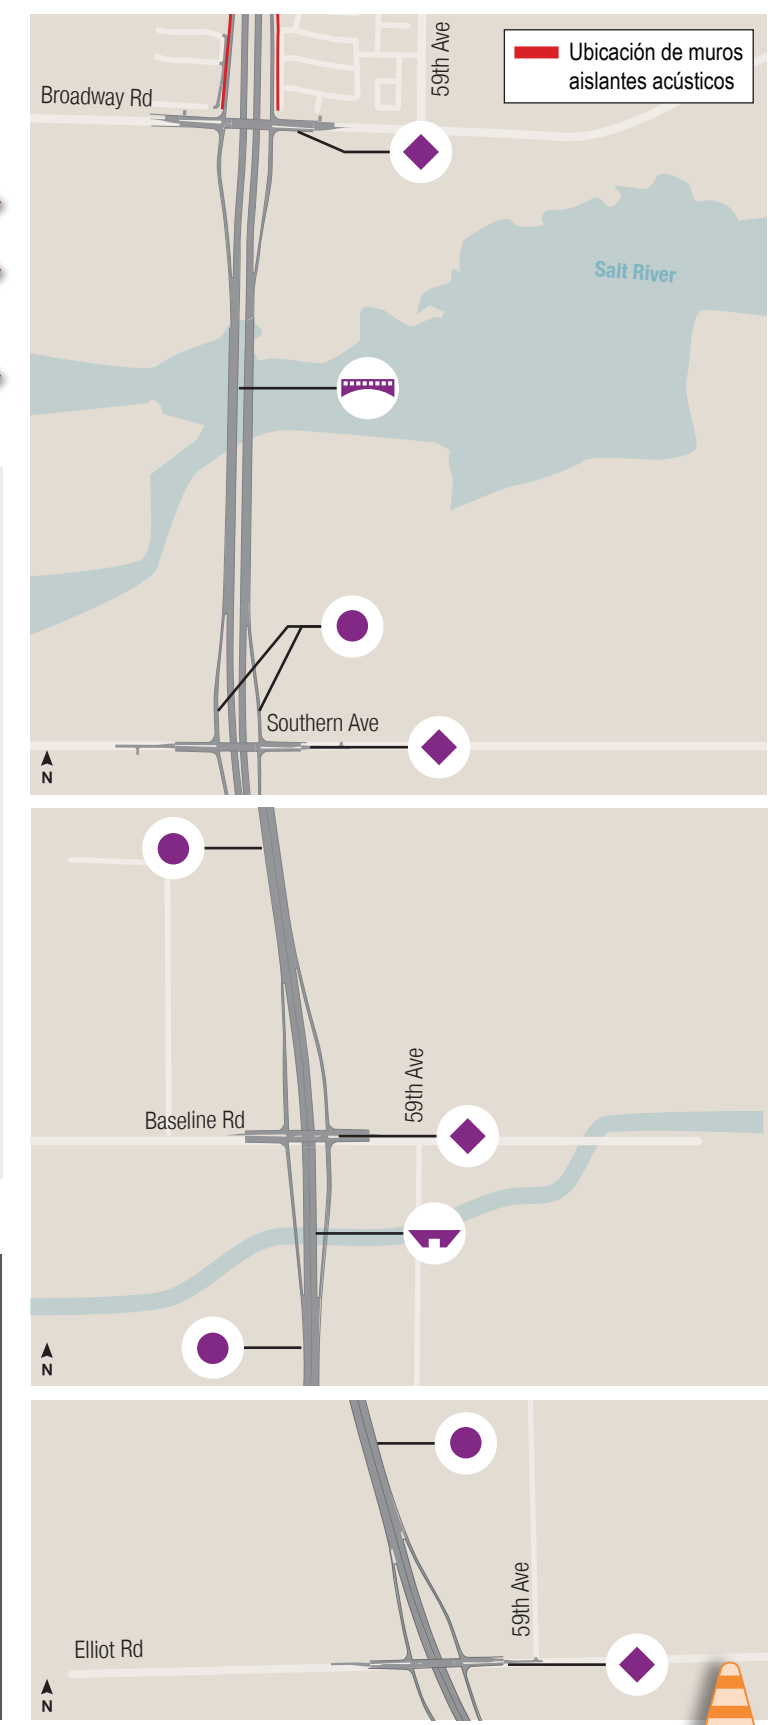 59th Ave
Ubicación de muros
aislantes acústicos
Broadway Rd
Salt River
Southern Ave
N
59th Ave
Baseline Rd
N
59th Ave
Elliot Rd
N